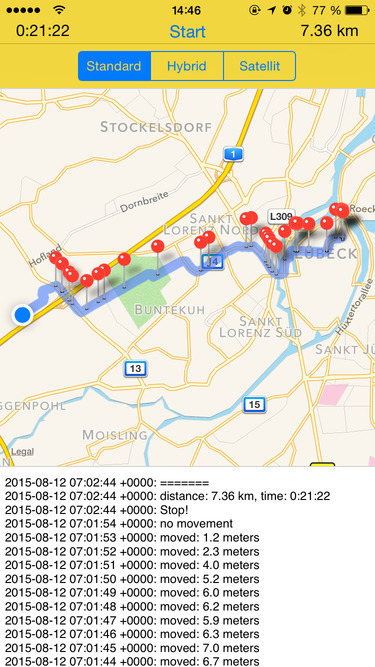 14:46
77 %
0:21:22
Start
7.36 km
Standard
Hybrid
Satellit
STOCKELSDORF
1
Dornbreite
SANKT
LORENZ NORD
L309
Roeck
Hofland
14
LÜBECK
BUNTEKUH
SANKT
LORENZ SÜD
Hüxtertorallee
SANKT JÜ
13
15
GGENPOHL
MOISLING
Legal
2015-08-12 07:02:44 +0000: =======
2015-08-12 07:02:44 +0000: distance: 7.36 km, time: 0:21:22
2015-08-12 07:02:44 +0000: Stop!
2015-08-12 07:01:54 +0000: no movement
2015-08-12 07:01:53 +0000: moved: 1.2 meters
2015-08-12 07:01:52 +0000: moved: 2.3 meters
2015-08-12 07:01:51 +0000: moved: 4.0 meters
2015-08-12 07:01:50 +0000: moved: 5.2 meters
2015-08-12 07:01:49 +0000: moved: 6.0 meters
2015-08-12 07:01:48 +0000: moved: 6.2 meters
2015-08-12 07:01:47 +0000: moved: 5.9 meters
2015-08-12 07:01:46 +0000: moved: 6.3 meters
2015-08-12 07:01:45 +0000: moved: 7.0 meters
2015-08-12 07:01:44 +0000: moved: 6.7 meters